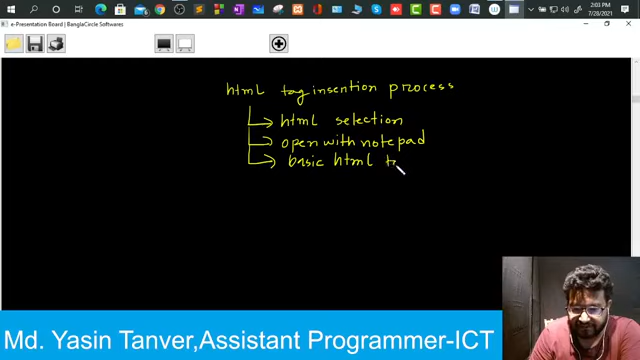 2:03 PM
7/28/2021
e-Presentation Board | BanglaCircle Softwares
html tag insention process
html selection
open with notepad
basic html t
Md. Yasin Tanver,Assistant Programmer-ICT